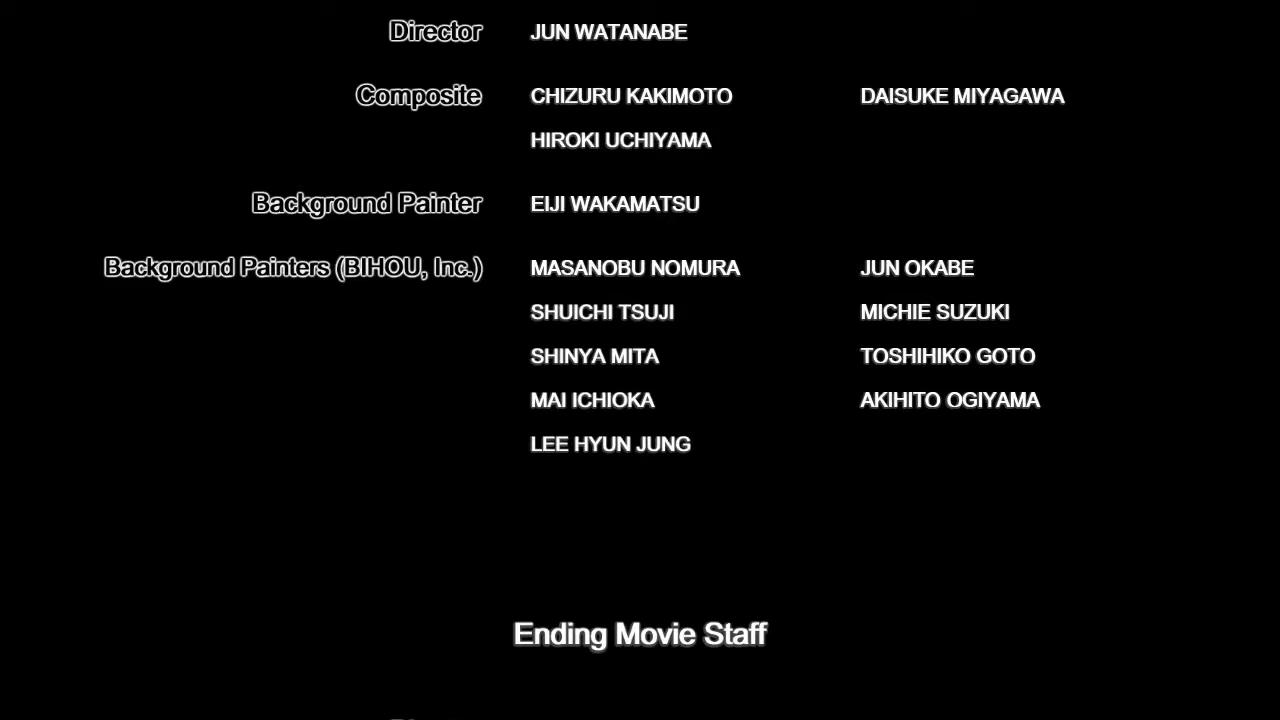 Director JUN WATANABE
Composite CHIZURU KAKIMOTO DAISUKE MIYAGAWA
HIROKI UCHIYAMA
Background Painter EIJI WAKAMATSU
Background Painters (BIHOU, Inc.) MASANOBU NOMURA JUN OKABE
SHUICHI TSUJI MICHIE SUZUKI
SHINYA MITA TOSHIHIKO GOTO
MAI ICHIOKA AKIHITO OGIYAMA
LEE HYUN JUNG
Ending Movie Staff